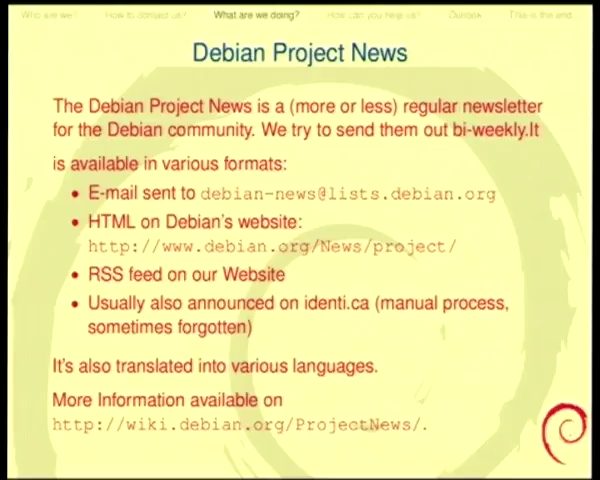 Who are we? How to contact us? What are we doing? How can you help us? Outlook This is the end
Debian Project News
The Debian Project News is a (more or less) regular newsletter
for the Debian community. We try to send them out bi-weekly.It
is available in various formats:
• E-mail sent to debian-news@lists.debian.org
• HTML on Debian's website:
http://www.debian.org/News/project/
• RSS feed on our Website
• Usually also announced on identi.ca (manual process,
sometimes forgotten)
It's also translated into various languages.
More Information available on
http://wiki.debian.org/ProjectNews/.